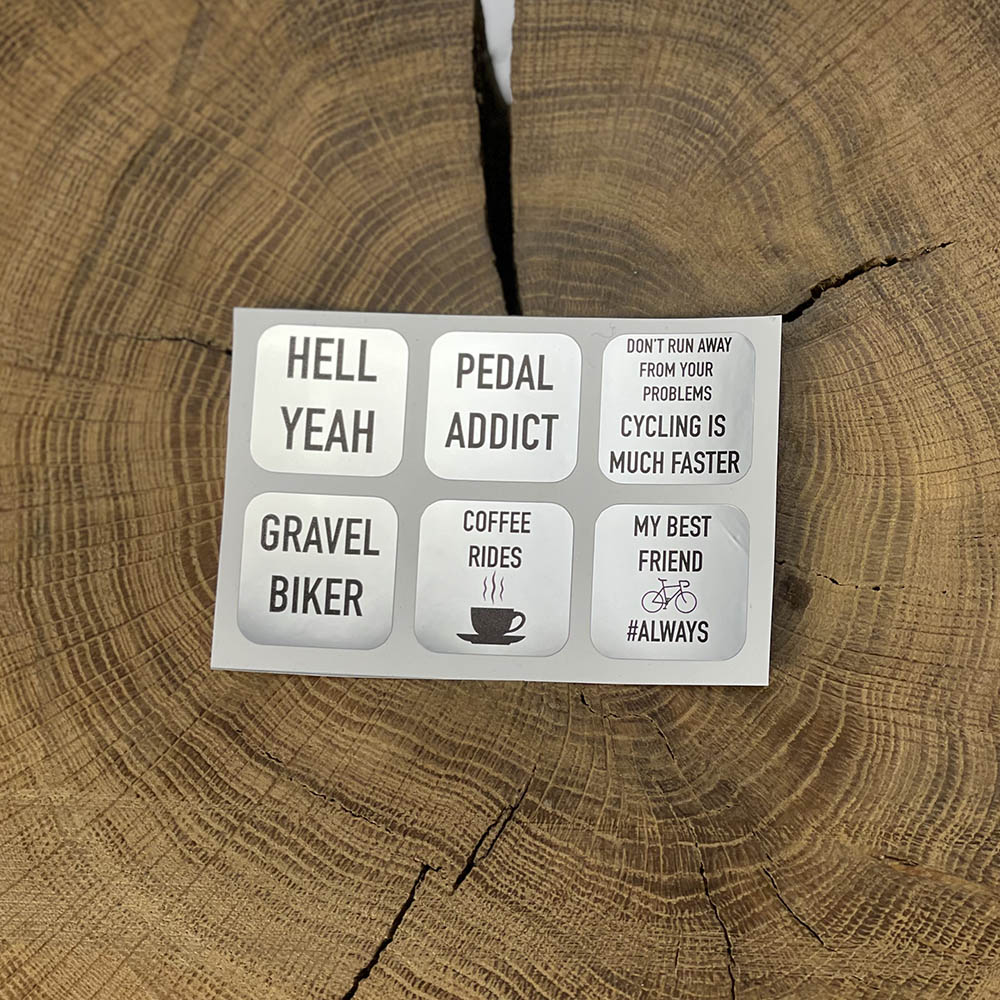 HELL
YEAH
PEDAL
ADDICT
DON'T RUN AWAY
FROM YOUR
PROBLEMS
CYCLING IS
MUCH FASTER
GRAVEL
BIKER
COFFEE
RIDES
MY BEST
FRIEND
#ALWAYS